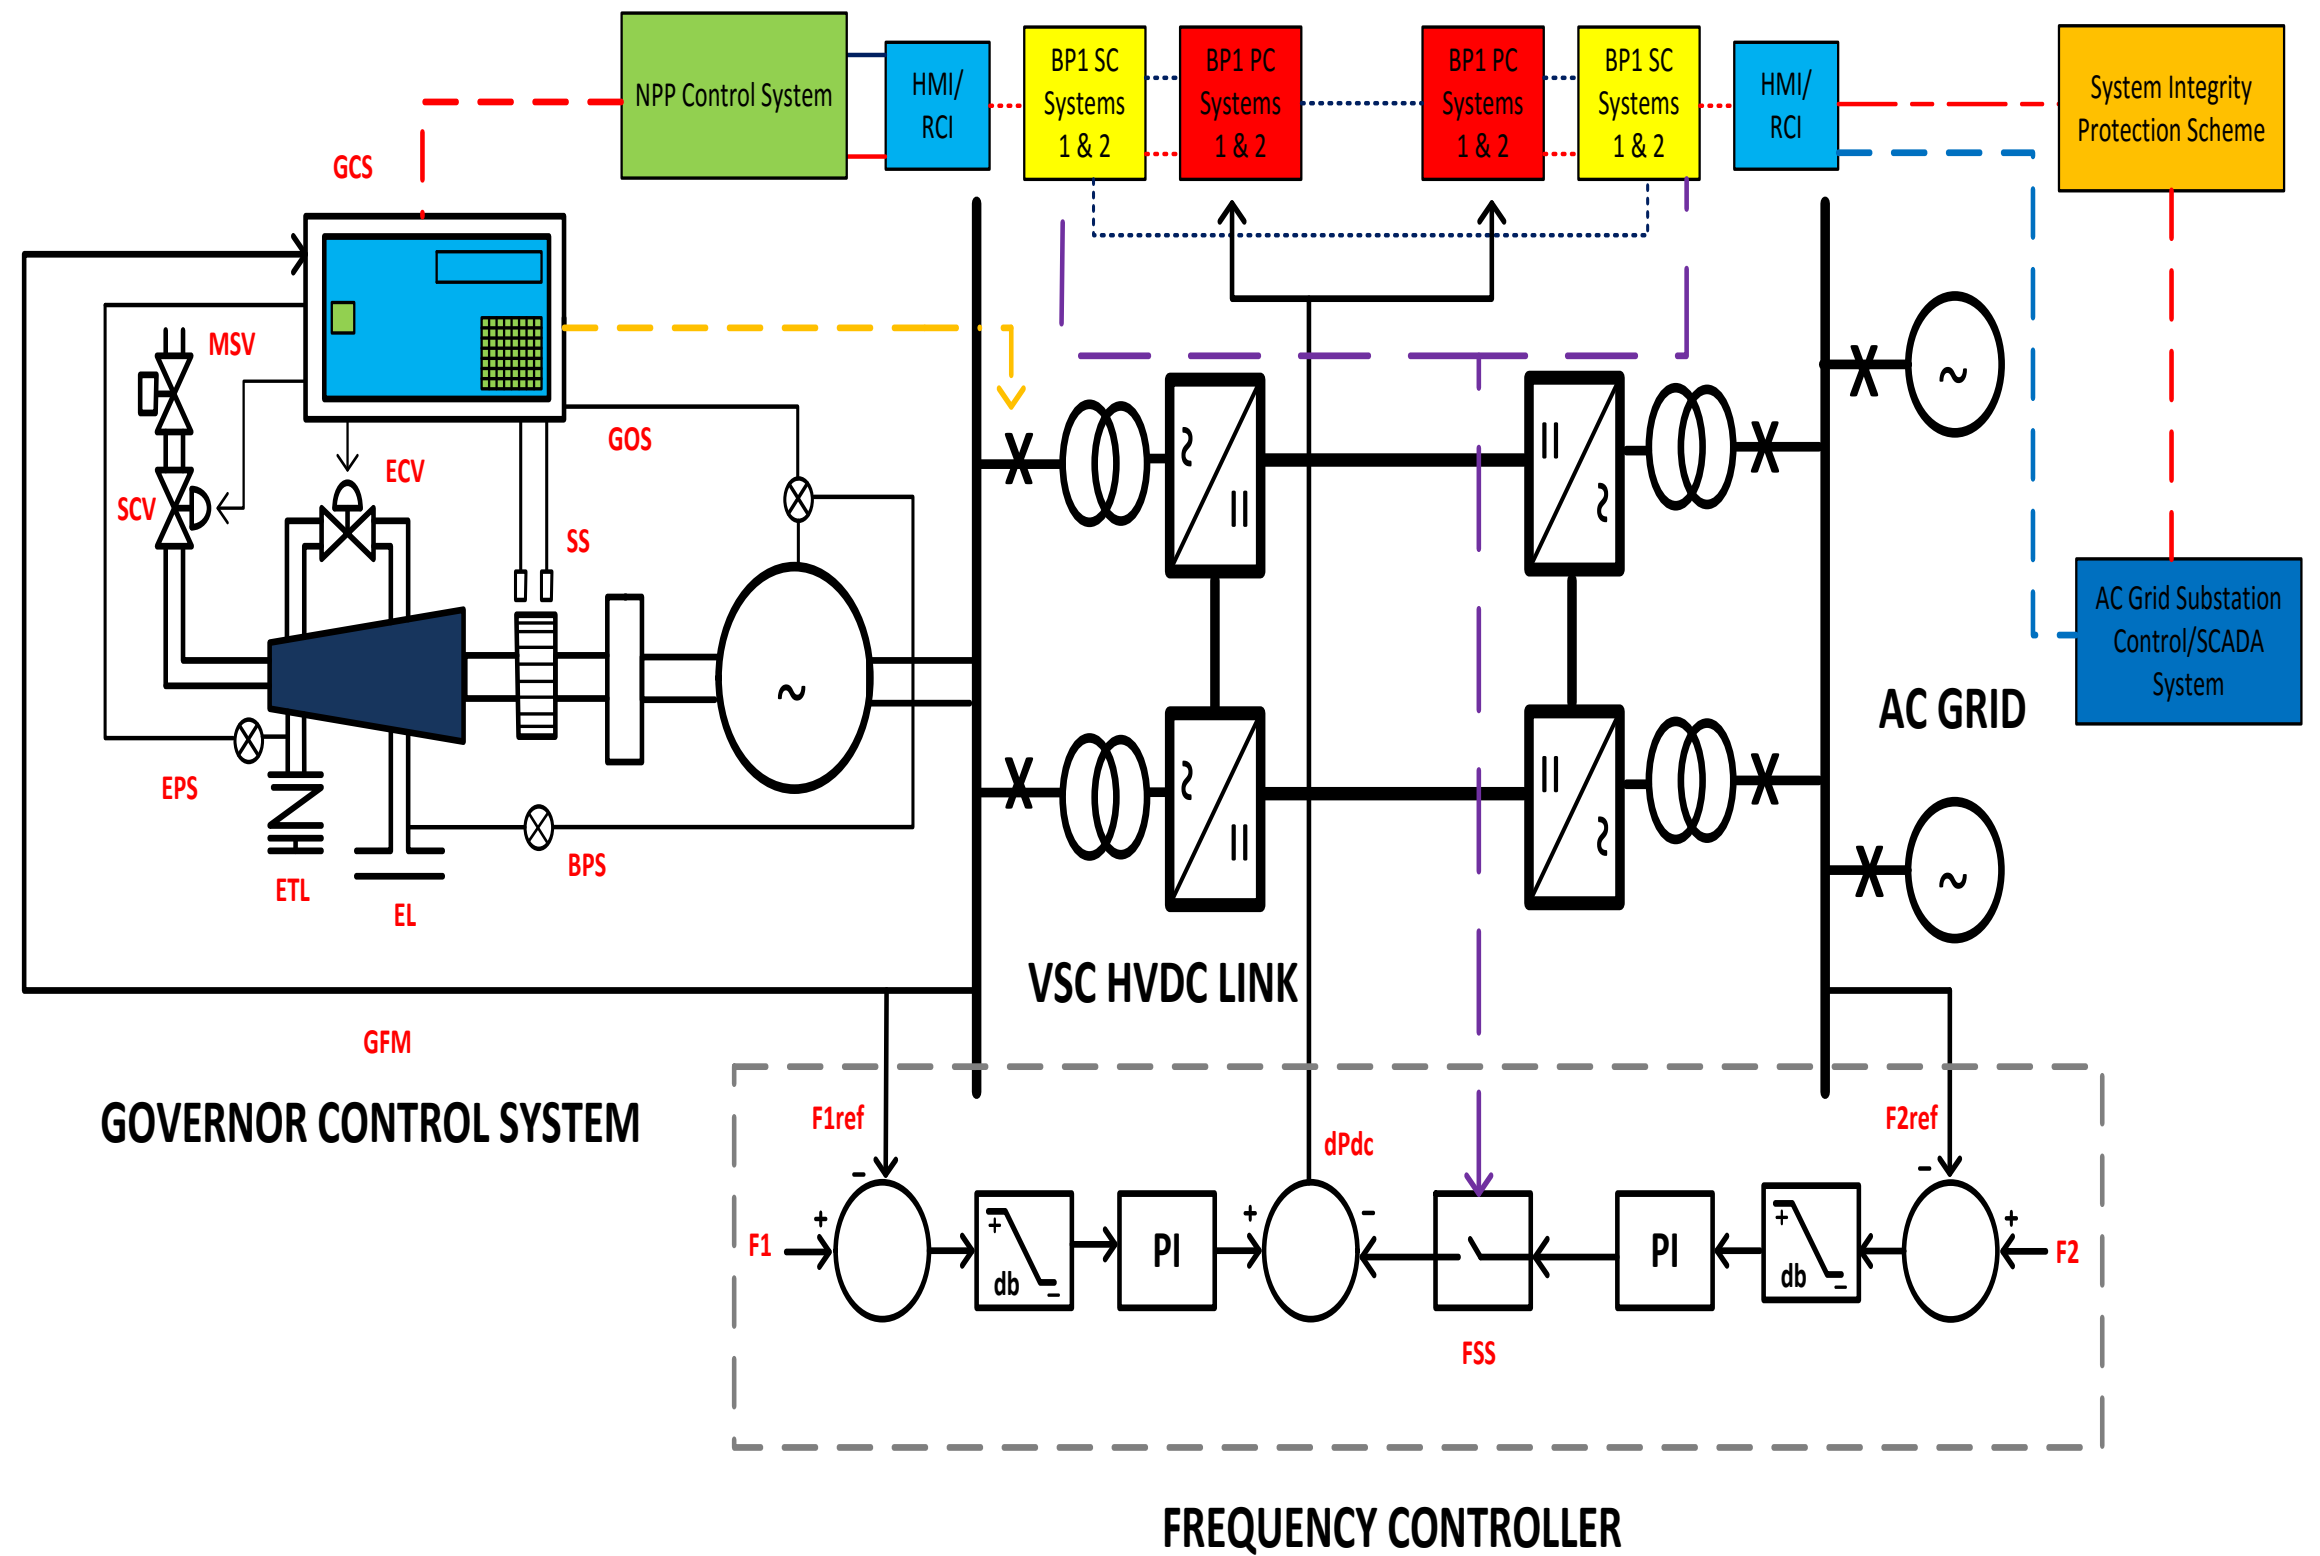 NPP Control System
HMI/
RCI
BP1 SC
Systems
1 & 2
BP1 PC
Systems
1 & 2
BP1 PC
Systems
1 & 2
BP1 SC
Systems
1 & 2
HMI/
RCI
System Integrity
Protection Scheme
GCS
MSV
GOS
ECV
SCV
SS
AC Grid Substation
Control/SCADA
System
AC GRID
EPS
BPS
ETL
EL
VSC HVDC LINK
GFM
GOVERNOR CONTROL SYSTEM
F1ref
dPdc
F2ref
−
−
+
+
−
+
F1
+
−
db
PI
PI
+
−
db
F2
FSS
FREQUENCY CONTROLLER